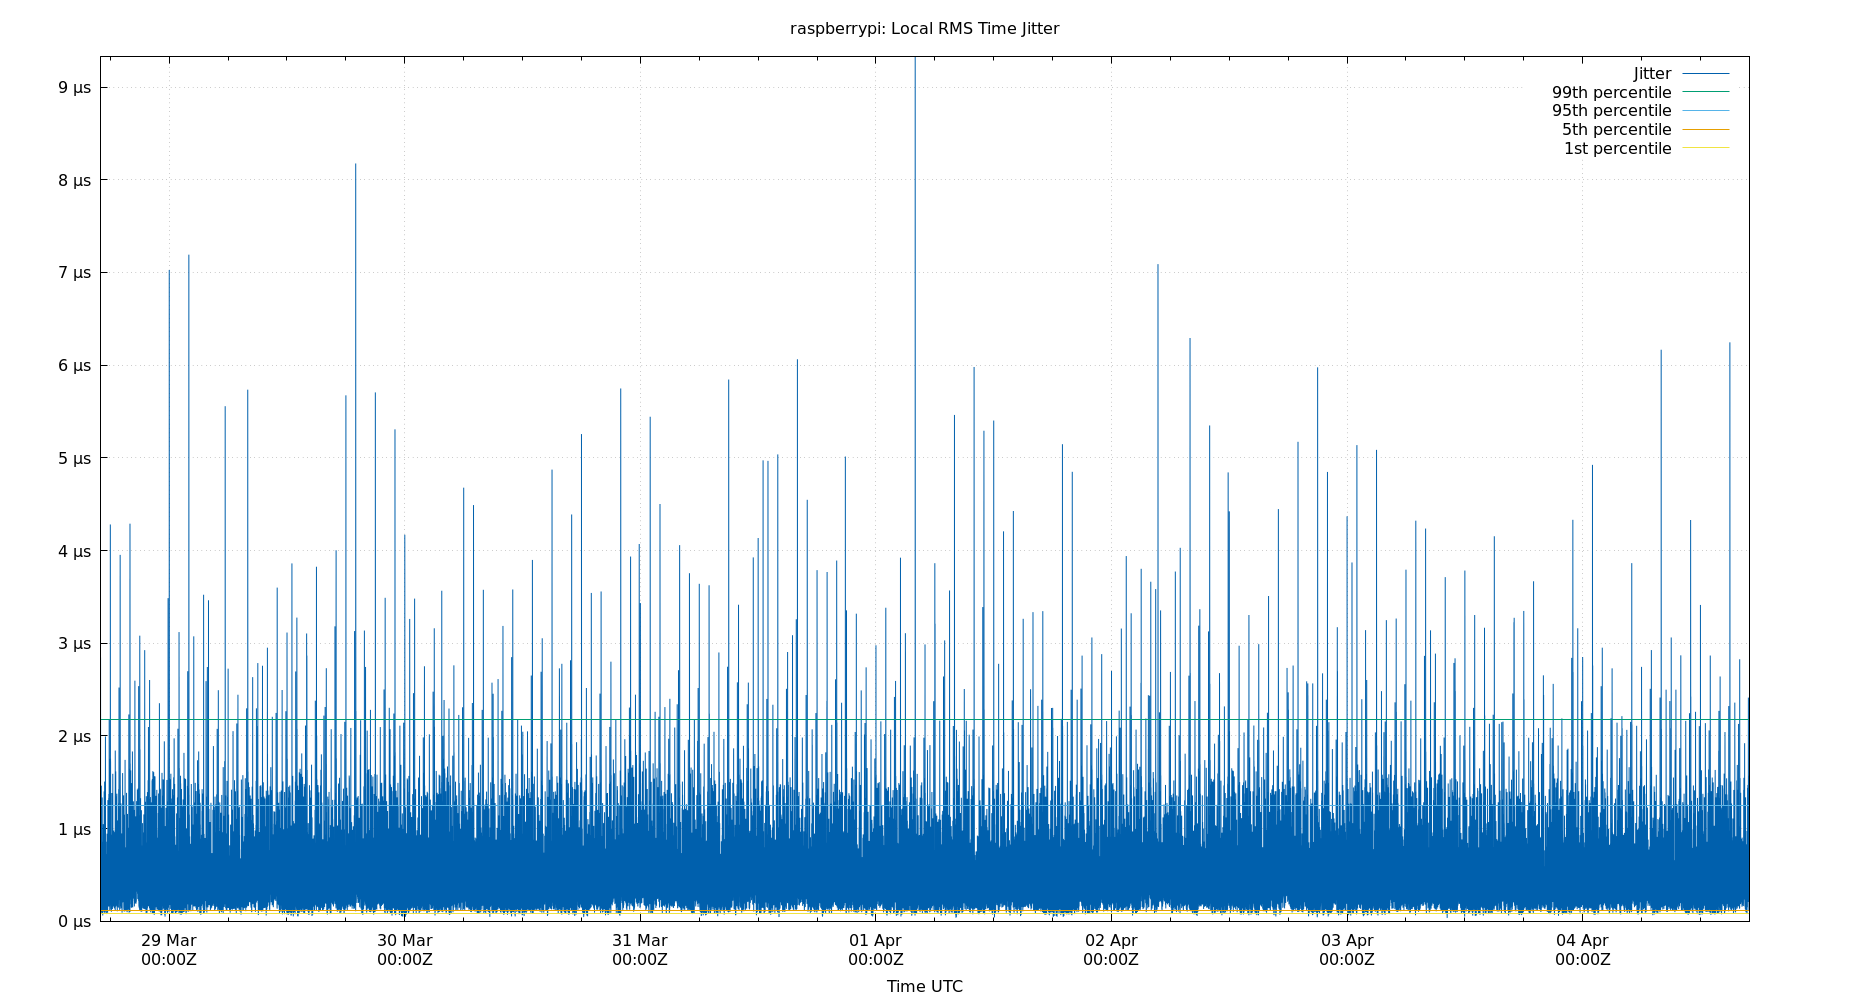 raspberrypi: Local RMS Time Jitter
Jitter
99th percentile
95th percentile
5th percentile
1st percentile
9 µs
8 µs
7 µs
6 µs
5 µs
4 µs
3 µs
2 µs
1 µs
0 µs
29 Mar 30 Mar 31 Mar 01 Apr 02 Apr 03 Apr 04 Apr
00:00Z 00:00Z 00:00Z 00:00Z 00:00Z 00:00Z 00:00Z
Time UTC